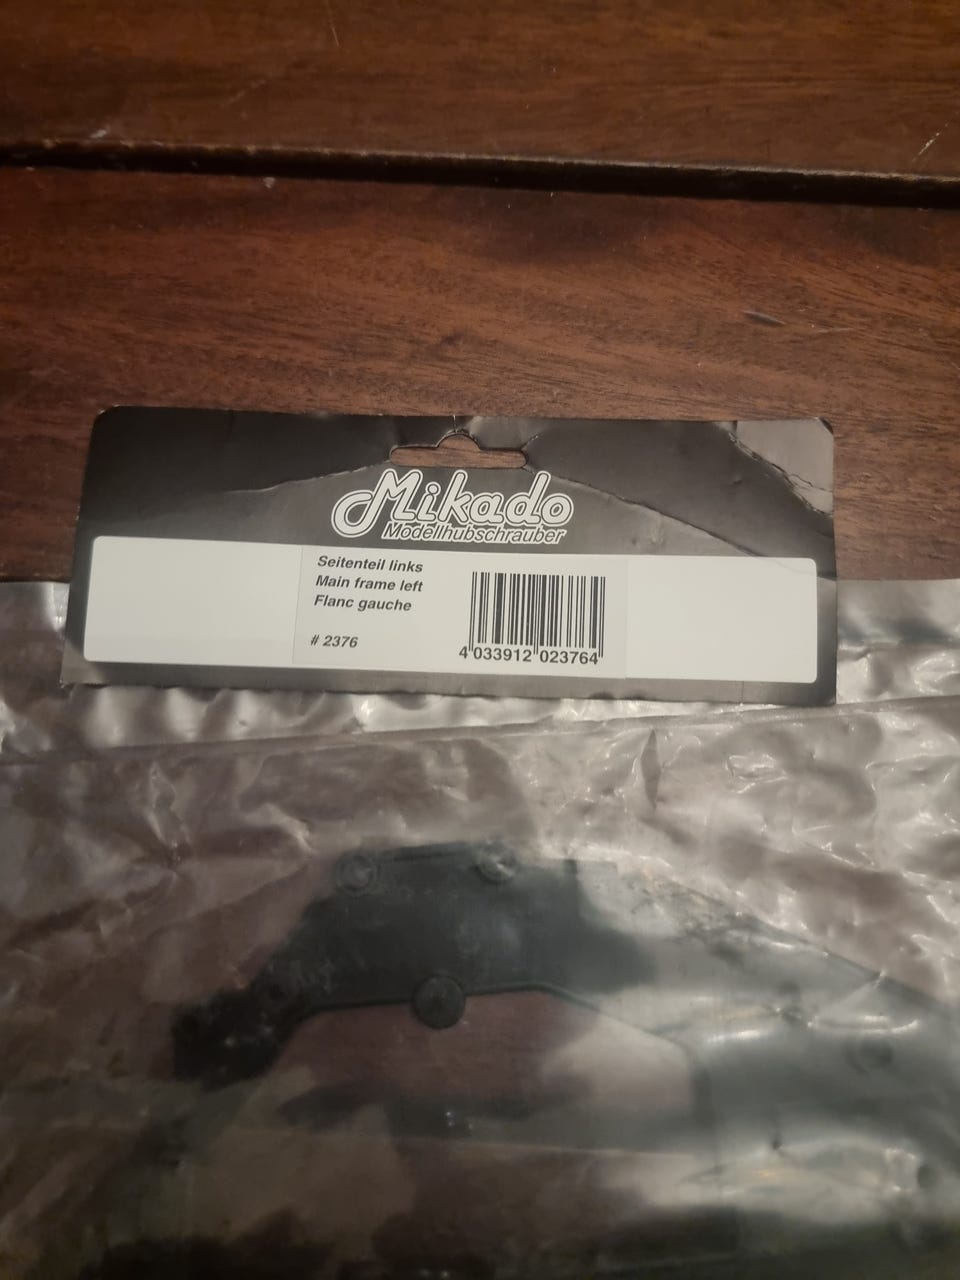 Mikado
Modellhubschrauber
Seitenteil links
Main frame left
Flanc gauche
# 2376
4 033912 023764